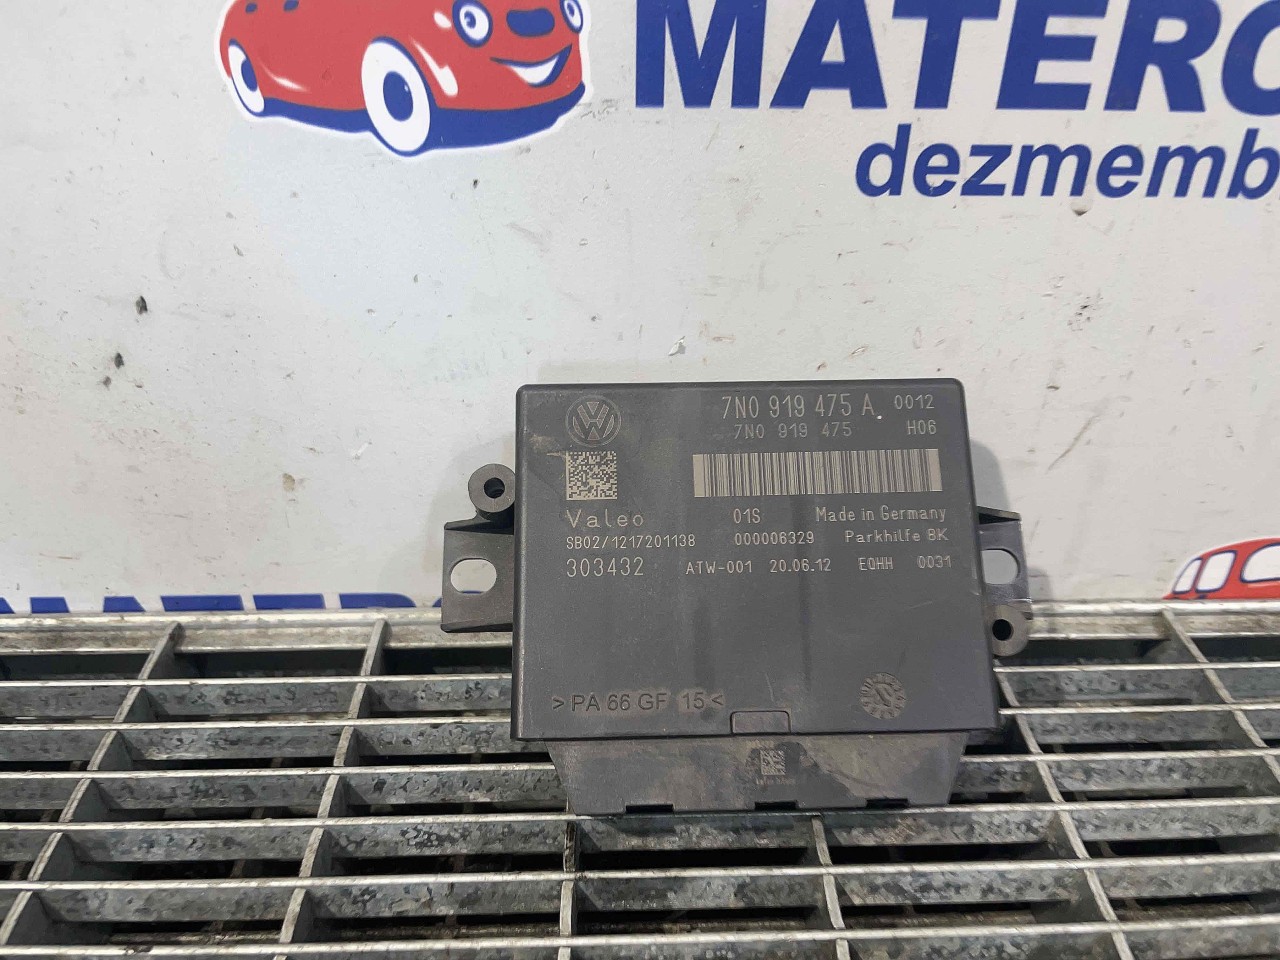 MATERO
dezmemb
7N0 919 475 A 0012
7N0 919 475 H06
Valeo 01S Made in Germany
SB02/1217201138 000006329 Parkhilfe 8K
303432 ATW-001 20.06.12 EQHH 0031
>PA 66 GF 15<